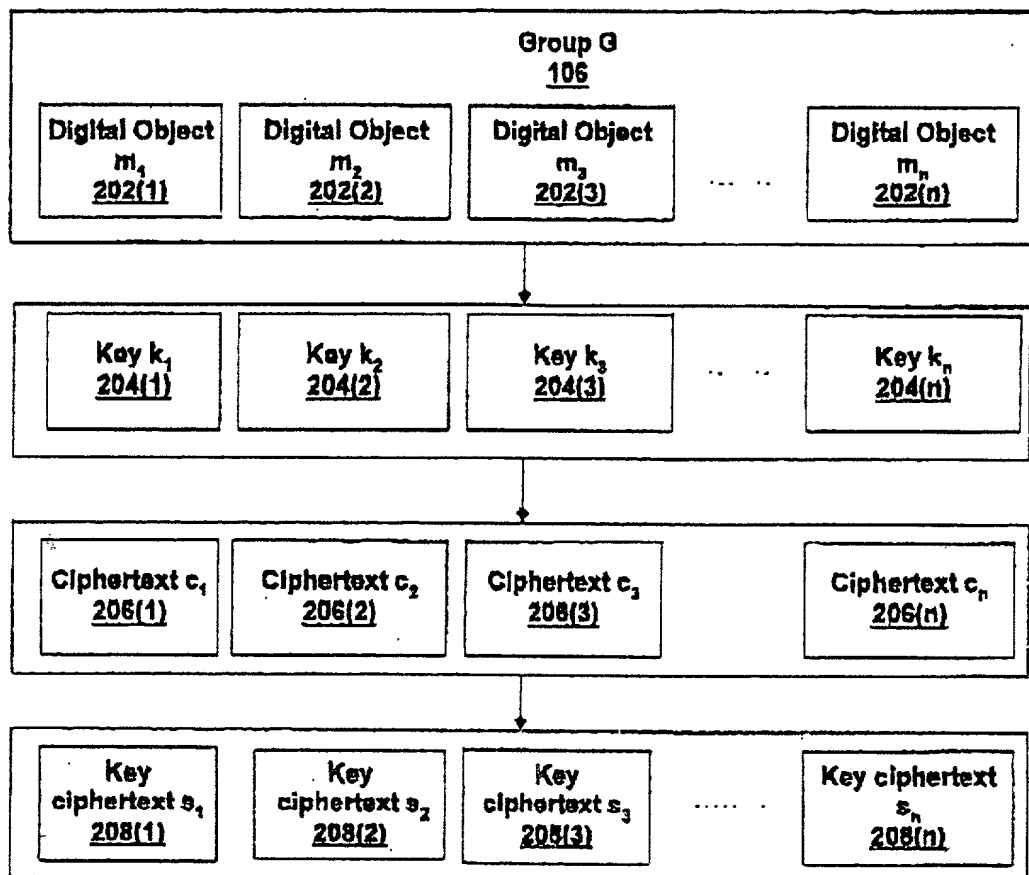 Group G
106
Digital Object
m₁
202(1)
Digital Object
m₂
202(2)
Digital Object
m₃
202(3)
..... .....
Digital Object
mₙ
202(n)
Key k₁
204(1)
Key k₂
204(2)
Key k₃
204(3)
..... .....
Key kₙ
204(n)
Ciphertext c₁
206(1)
Ciphertext c₂
206(2)
Ciphertext c₃
206(3)
Ciphertext cₙ
206(n)
Key
ciphertext s₁
208(1)
Key
ciphertext s₂
208(2)
Key
ciphertext s₃
208(3)
.....
Key ciphertext
sₙ
208(n)